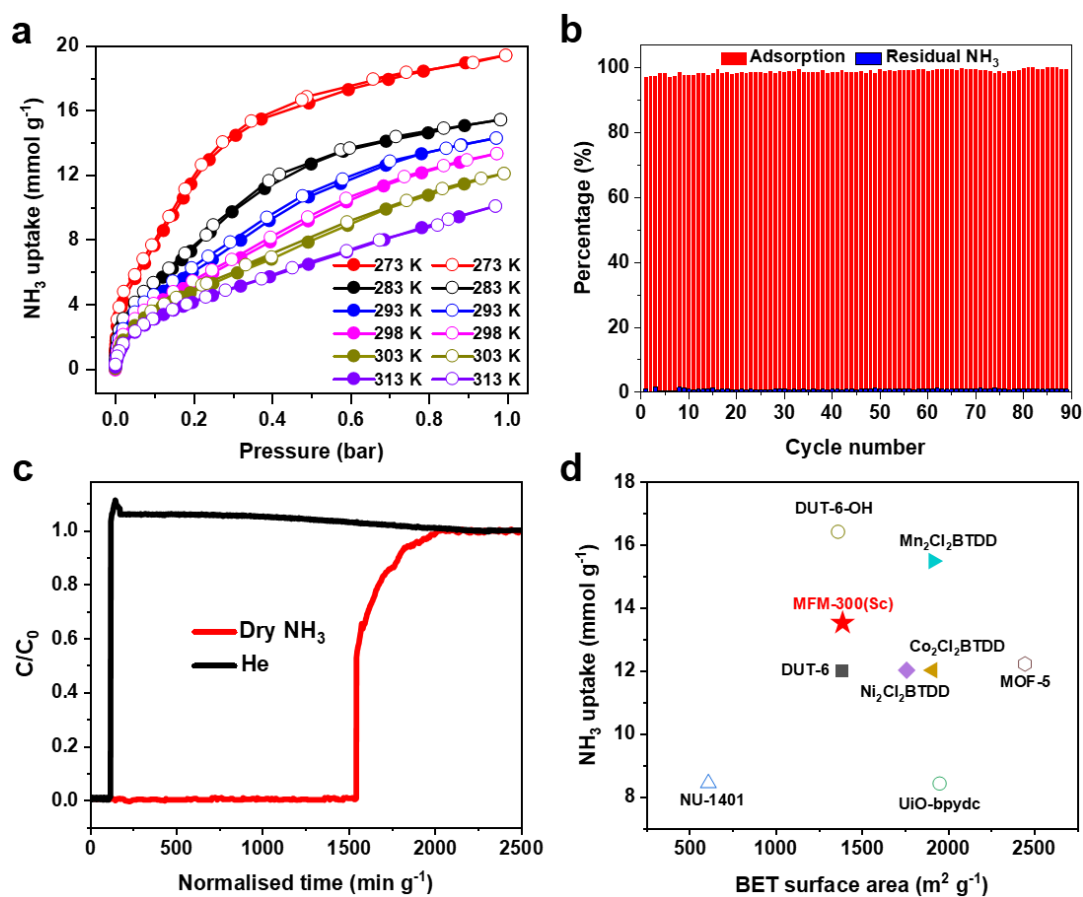 a
20
16
12
8
4
0
NH3 uptake (mmol g-1)
273 K 273 K
283 K 283 K
293 K 293 K
298 K 298 K
303 K 303 K
313 K 313 K
0.0 0.2 0.4 0.6 0.8 1.0
Pressure (bar)
b
Adsorption Residual NH3
100
80
60
40
20
0
Percentage (%)
0 10 20 30 40 50 60 70 80 90
Cycle number
c
1.0
0.8
0.6
0.4
0.2
0.0
C/C0
Dry NH3
He
0 500 1000 1500 2000 2500
Normalised time (min g-1)
d
18
16
14
12
10
8
NH3 uptake (mmol g-1)
DUT-6-OH
Mn2Cl2BTDD
MFM-300(Sc)
Co2Cl2BTDD
DUT-6
Ni2Cl2BTDD
MOF-5
NU-1401
UiO-bpydc
500 1000 1500 2000 2500
BET surface area (m2 g-1)